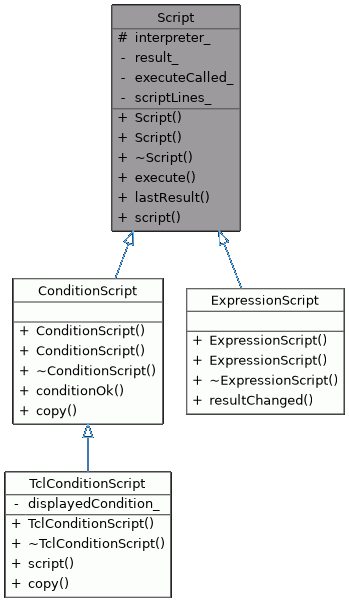 Script
# interpreter_
- result_
- executeCalled_
- scriptLines_
+ Script()
+ Script()
+ ~Script()
+ execute()
+ lastResult()
+ script()
ConditionScript
+ ConditionScript()
+ ConditionScript()
+ ~ConditionScript()
+ conditionOk()
+ copy()
ExpressionScript
+ ExpressionScript()
+ ExpressionScript()
+ ~ExpressionScript()
+ resultChanged()
TclConditionScript
- displayedCondition_
+ TclConditionScript()
+ ~TclConditionScript()
+ script()
+ copy()